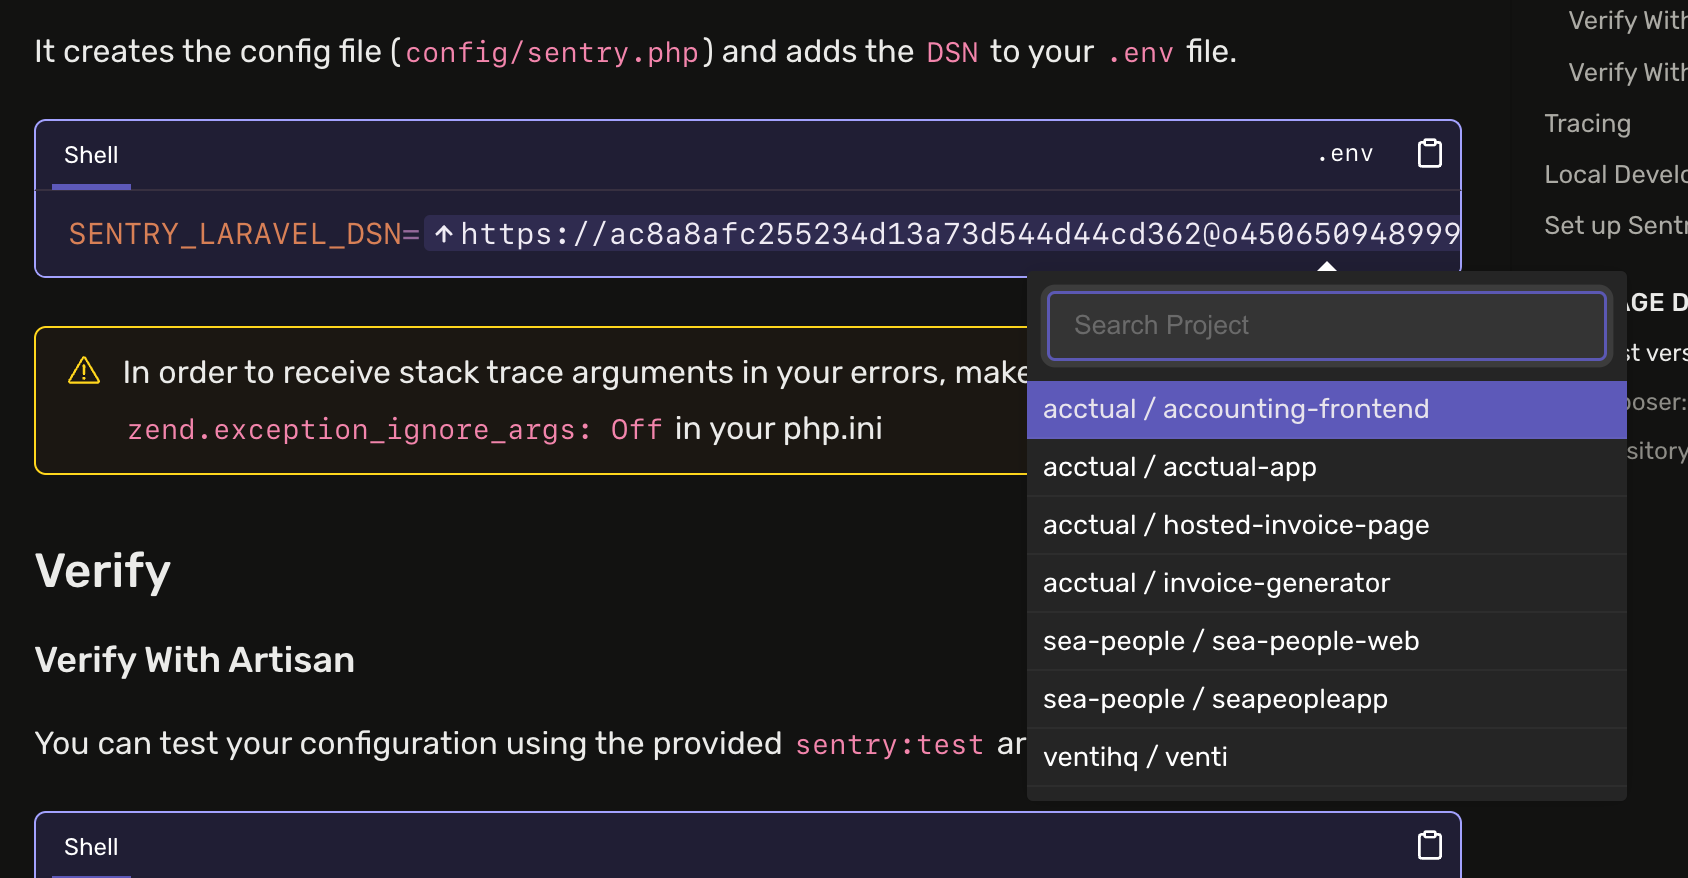 It creates the config file (config/sentry.php) and adds the DSN to your .env file.
Shell
.env
SENTRY_LARAVEL_DSN=↑https://ac8a8afc255234d13a73d544d44cd362@o450650948999
In order to receive stack trace arguments in your errors, make
zend.exception_ignore_args: Off in your php.ini
Verify
Verify With Artisan
You can test your configuration using the provided sentry:test ar
Shell
Search Project
acctual / accounting-frontend
acctual / acctual-app
acctual / hosted-invoice-page
acctual / invoice-generator
sea-people / sea-people-web
sea-people / seapeopleapp
ventihq / venti
Verify With
Verify With
Tracing
Local Develo
Set up Sentr
AGE D
st vers
poser:
sitory